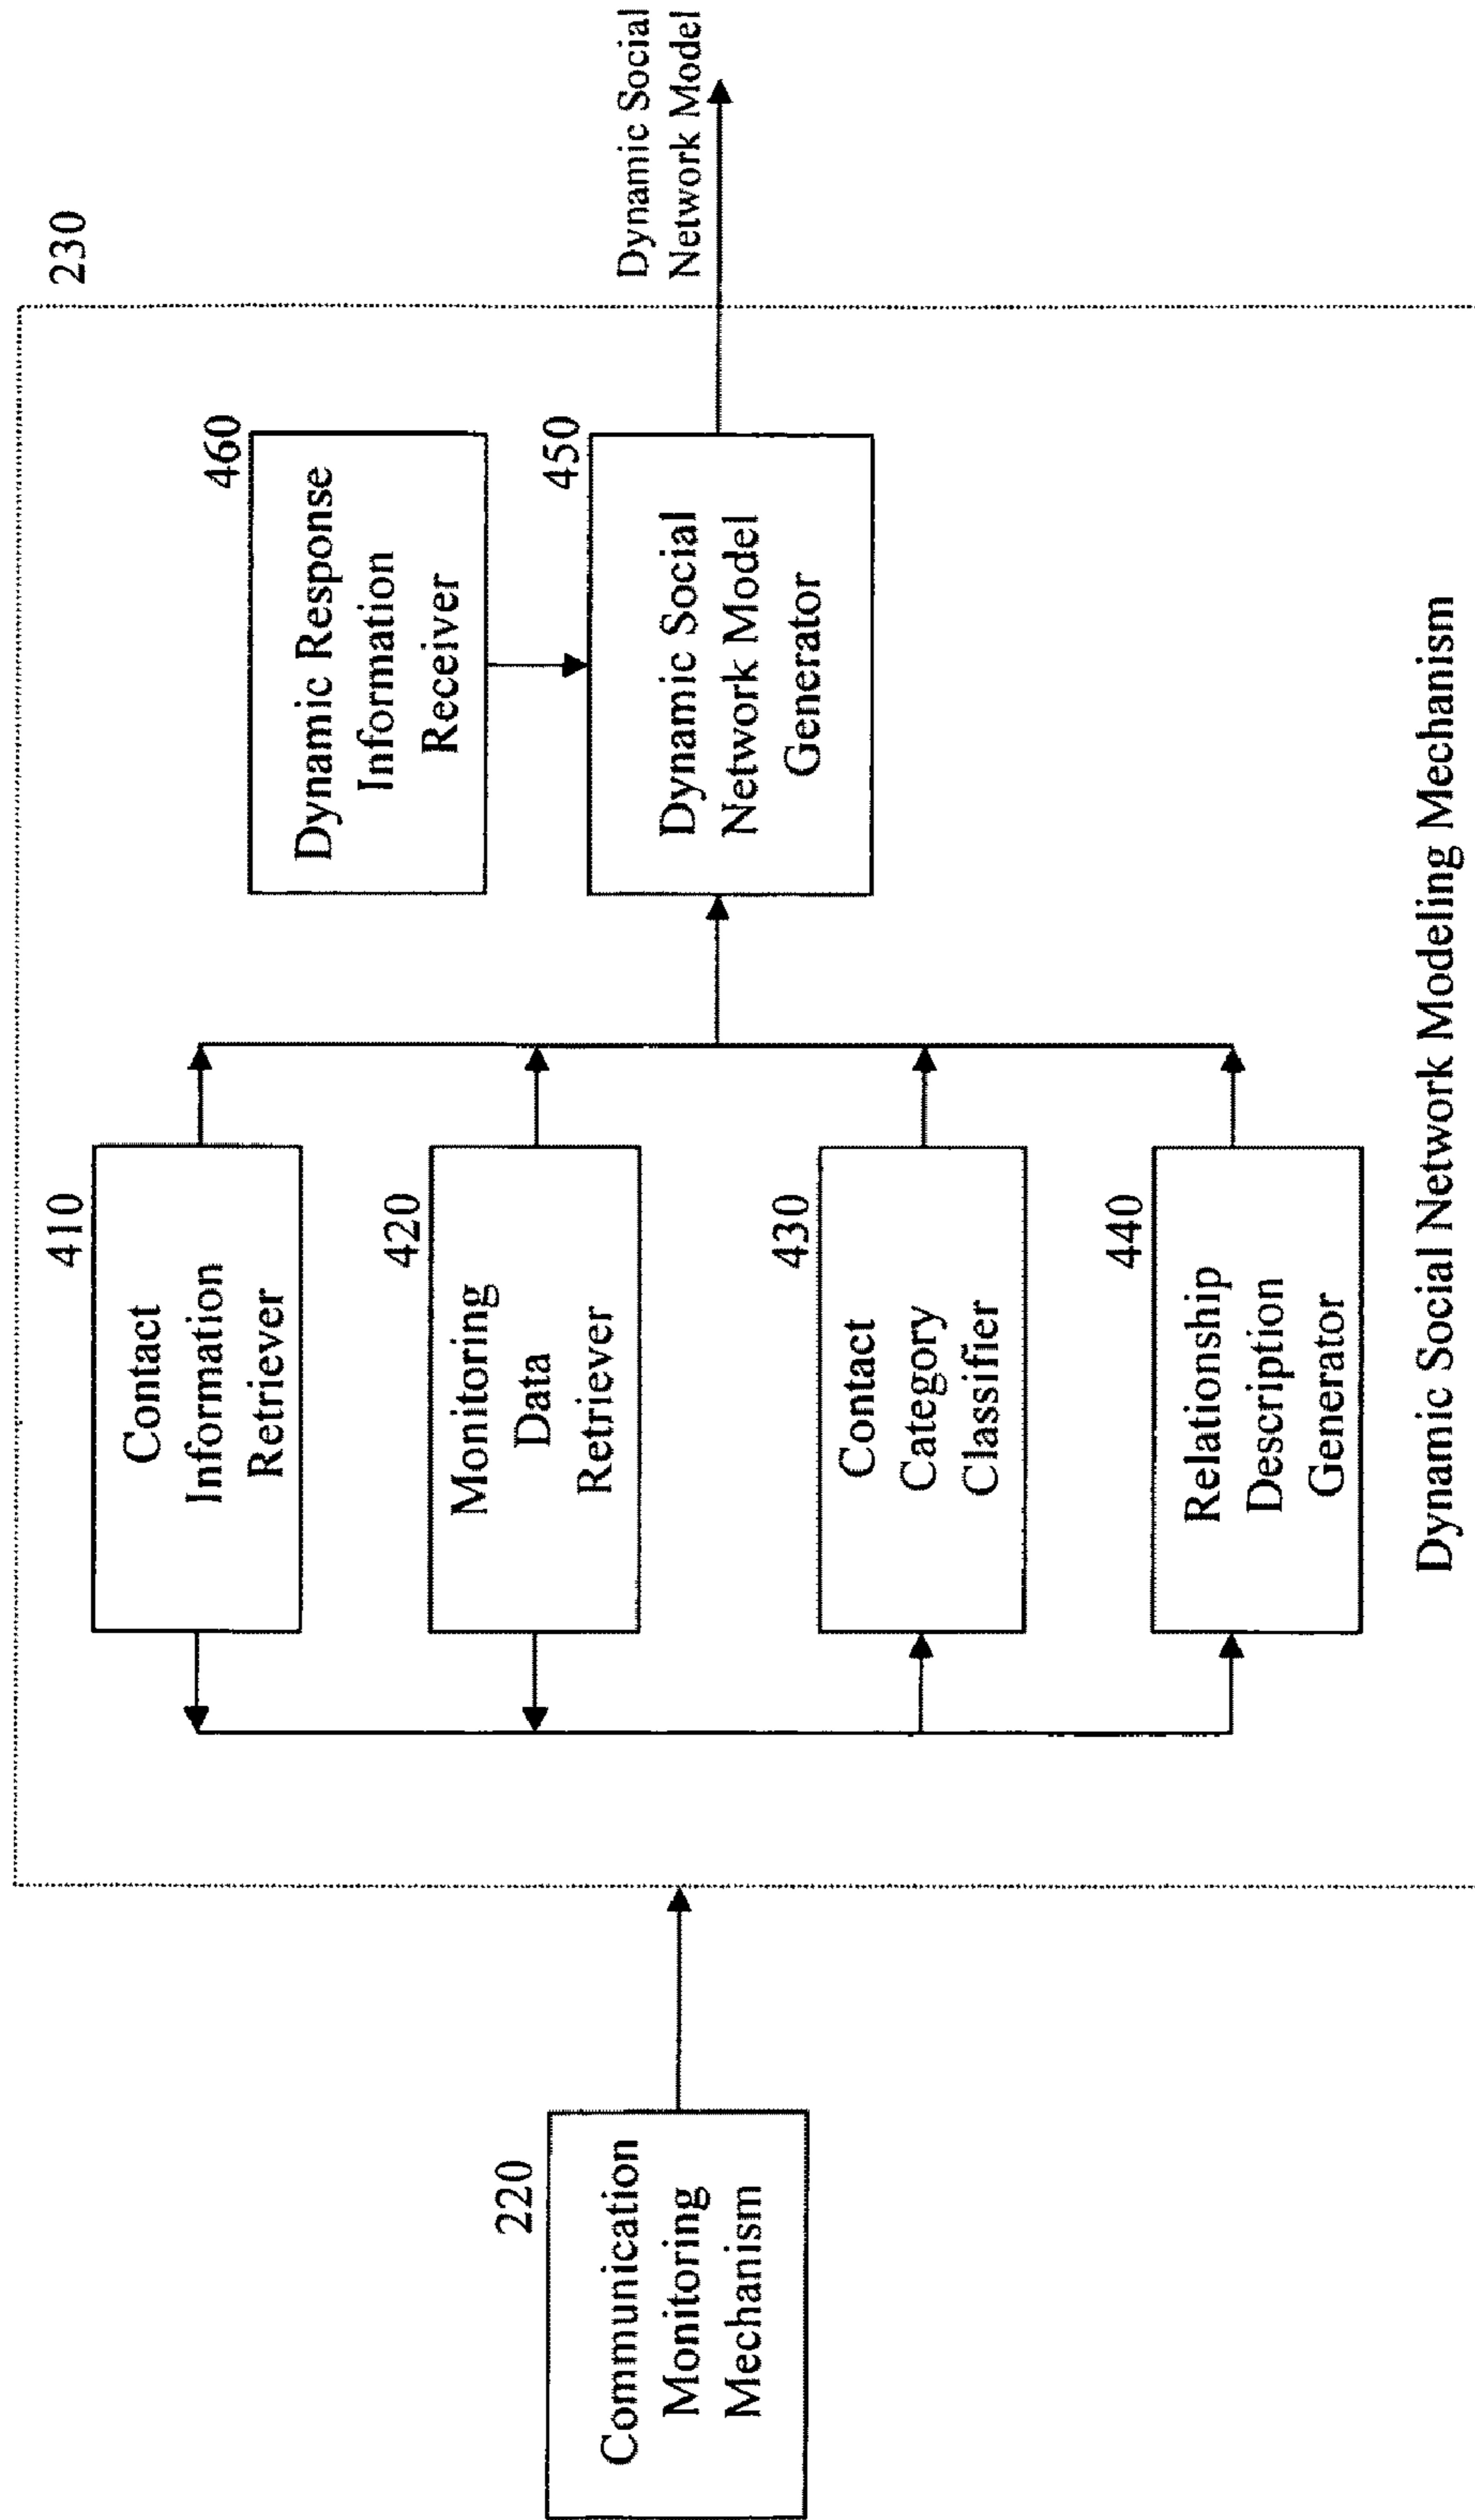 230
410
Contact
Information
Retriever
420
Monitoring
Data
Retriever
430
Contact
Category
Classifier
440
Relationship
Description
Generator
460
Dynamic Response
Information
Receiver
450
Dynamic Social
Network Model
Generator
Dynamic Social
Network Model
220
Communication
Monitoring
Mechanism
Dynamic Social Network Modeling Mechanism